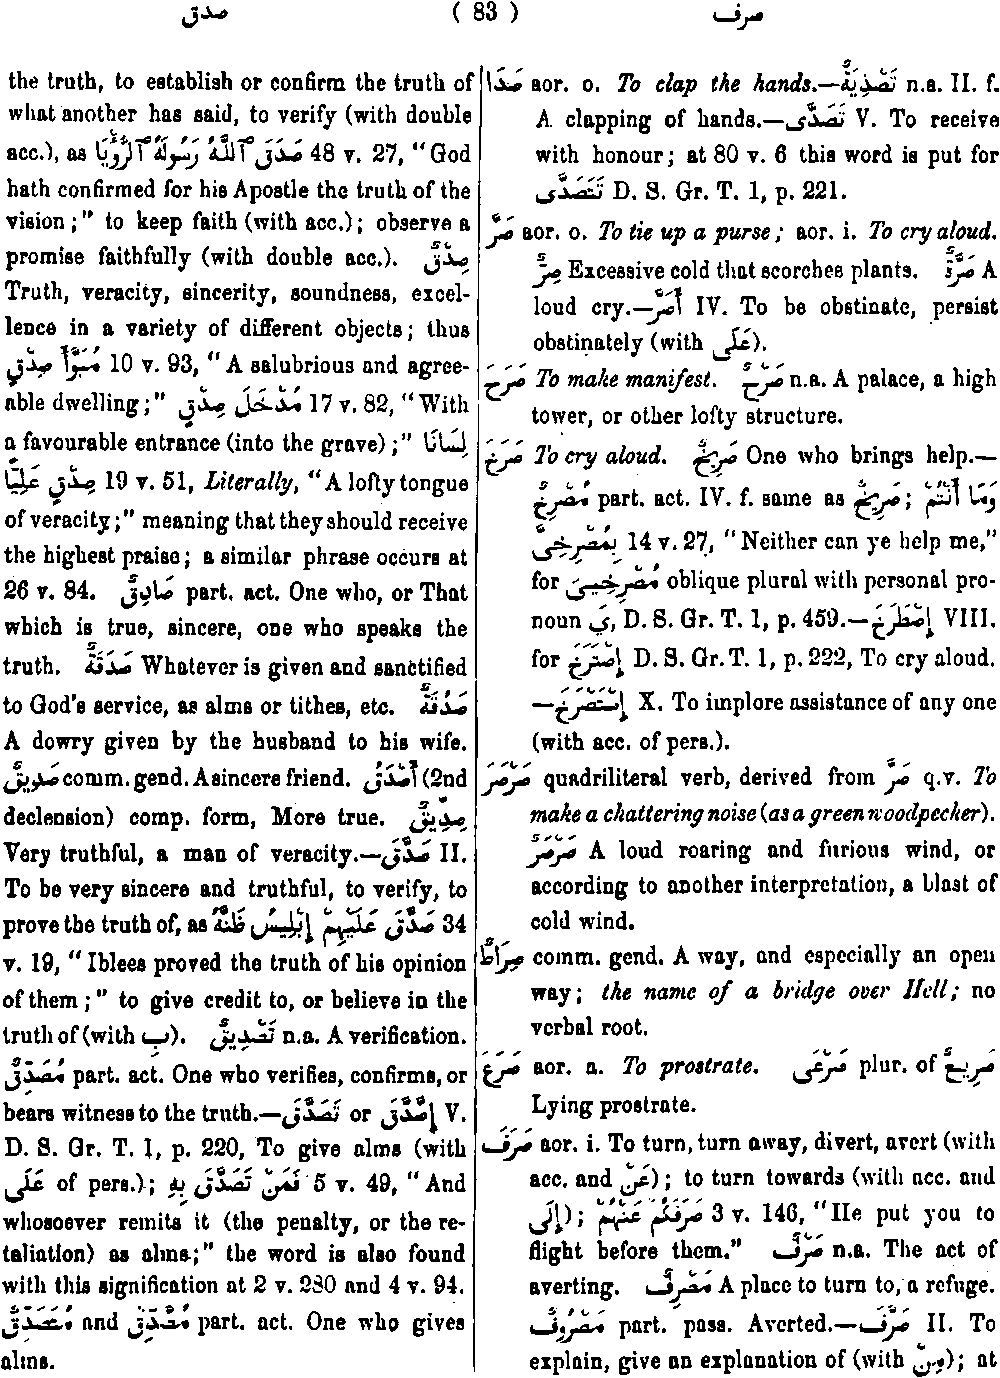 صدق ( 83 ) صرف
the truth, to establish or confirm the truth of
what another has said, to verify (with double
acc.), as صَدَقَ ٱللّٰهُ رَسُولَهُ ٱلرُّؤْيَا 48 v. 27, "God
hath confirmed for his Apostle the truth of the
vision;" to keep faith (with acc.); observe a
promise faithfully (with double acc.). صِدْقٌ
Truth, veracity, sincerity, soundness, excel-
lence in a variety of different objects; thus
مُبَوَّأَ صِدْقٍ 10 v. 93, "A salubrious and agree-
able dwelling;" مُدْخَلَ صِدْقٍ 17 v. 82, "With
a favourable entrance (into the grave);" لِسَانًا
صِدْقٍ عَلِيًّا 19 v. 51, Literally, "A lofty tongue
of veracity;" meaning that they should receive
the highest praise; a similar phrase occurs at
26 v. 84. صَادِقٌ part. act. One who, or That
which is true, sincere, one who speaks the
truth. صَدَقَةٌ Whatever is given and sanctified
to God's service, as alms or tithes, etc. صَدُقَةٌ
A dowry given by the husband to his wife.
صَدِيقٌ comm. gend. A sincere friend. أَصْدَقُ (2nd
declension) comp. form, More true. صِدِّيقٌ
Very truthful, a man of veracity.—صَدَّقَ II.
To be very sincere and truthful, to verify, to
prove the truth of, as صَدَّقَ عَلَيْهِمْ إِبْلِيسُ ظَنَّهُ 34
v. 19, "Iblees proved the truth of his opinion
of them;" to give credit to, or believe in the
truth of (with بِ). تَصْدِيقٌ n.a. A verification.
مُصَدِّقٌ part. act. One who verifies, confirms, or
bears witness to the truth.—تَصَدَّقَ or إِصَّدَّقَ V.
D. S. Gr. T. 1, p. 220, To give alms (with
عَلَى of pers.); فَمَنْ تَصَدَّقَ بِهِ 5 v. 49, "And
whosoever remits it (the penalty, or the re-
taliation) as alms;" the word is also found
with this signification at 2 v. 280 and 4 v. 94.
مُتَصَدِّقٌ and مُصَّدِّقٌ part. act. One who gives
alms.
صَدَا aor. o. To clap the hands.—تَصْدِيَةٌ n.a. II. f.
A clapping of hands.—تَصَدَّى V. To receive
with honour; at 80 v. 6 this word is put for
تَتَصَدَّى D. S. Gr. T. 1, p. 221.
صَرَّ aor. o. To tie up a purse; aor. i. To cry aloud.
صِرٌّ Excessive cold that scorches plants. صَرَّةٌ A
loud cry.—أَصَرَّ IV. To be obstinate, persist
obstinately (with عَلَى).
صَرَحَ To make manifest. صَرْحٌ n.a. A palace, a high
tower, or other lofty structure.
صَرَخَ To cry aloud. صَرِيخٌ One who brings help.—
مُصْرِخٌ part. act. IV. f. same as صَرِيخٌ; وَمَا أَنْتُمْ
بِمُصْرِخِيَّ 14 v. 27, "Neither can ye help me,"
for مُصْرِخِينَ oblique plural with personal pro-
noun ي, D. S. Gr. T. 1, p. 459.—إِصْطَرَخَ VIII.
for إِصْتَرَخَ D. S. Gr. T. 1, p. 222, To cry aloud.
—إِسْتَصْرَخَ X. To implore assistance of any one
(with acc. of pers.).
صَرْصَرَ quadriliteral verb, derived from صَرَّ q.v. To
make a chattering noise (as a green woodpecker).
صَرْصَرٌ A loud roaring and furious wind, or
according to another interpretation, a blast of
cold wind.
صِرَاطٌ comm. gend. A way, and especially an open
way; the name of a bridge over Hell; no
verbal root.
صَرَعَ aor. a. To prostrate. صَرْعَى plur. of صَرِيعٌ
Lying prostrate.
صَرَفَ aor. i. To turn, turn away, divert, avert (with
acc. and عَنْ); to turn towards (with acc. and
إِلَى); صَرَفَكُمْ عَنْهُمْ 3 v. 146, "He put you to
flight before them." صَرْفٌ n.a. The act of
averting. مَصْرِفٌ A place to turn to, a refuge.
مَصْرُوفٌ part. pass. Averted.—صَرَّفَ II. To
explain, give an explanation of (with مِنْ); at